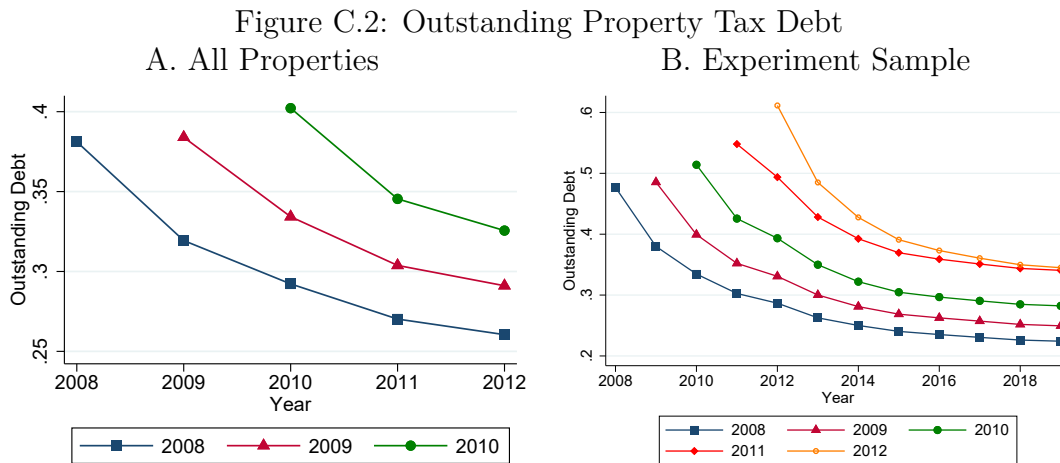 Figure C.2: Outstanding Property Tax Debt
A. All Properties
Outstanding Debt
.4
.35
.3
.25
2008 2009 2010 2011 2012
Year
2008 2009 2010
B. Experiment Sample
Outstanding Debt
.6
.5
.4
.3
.2
2008 2010 2012 2014 2016 2018
Year
2008 2009 2010
2011 2012